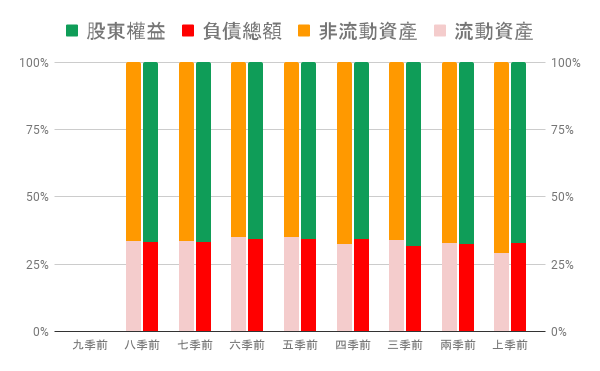 股東權益 負債總額 非流動資產 流動資產
100% 100%
75% 75%
50% 50%
25% 25%
0% 0%
九季前 八季前 七季前 六季前 五季前 四季前 三季前 兩季前 上季前